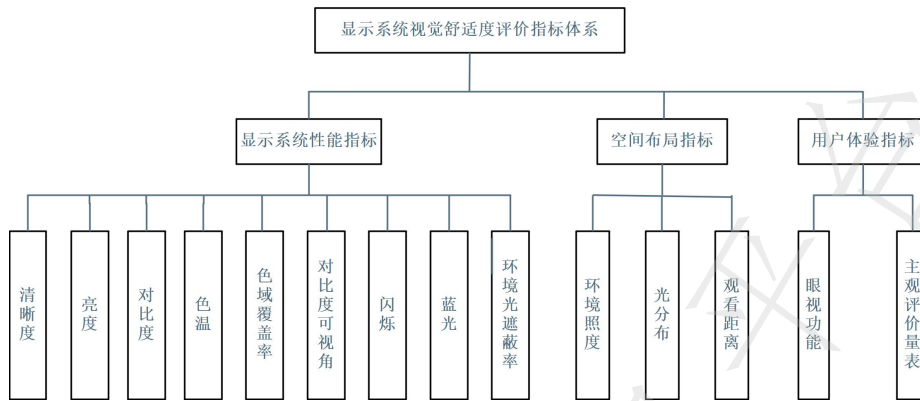 显示系统视觉舒适度评价指标体系
显示系统性能指标
空间布局指标
用户体验指标
清晰度
亮度
对比度
色温
色域覆盖率
对比度可视角
闪烁
蓝光
环境光遮蔽率
环境照度
光分布
观看距离
眼视功能
主观评价量表